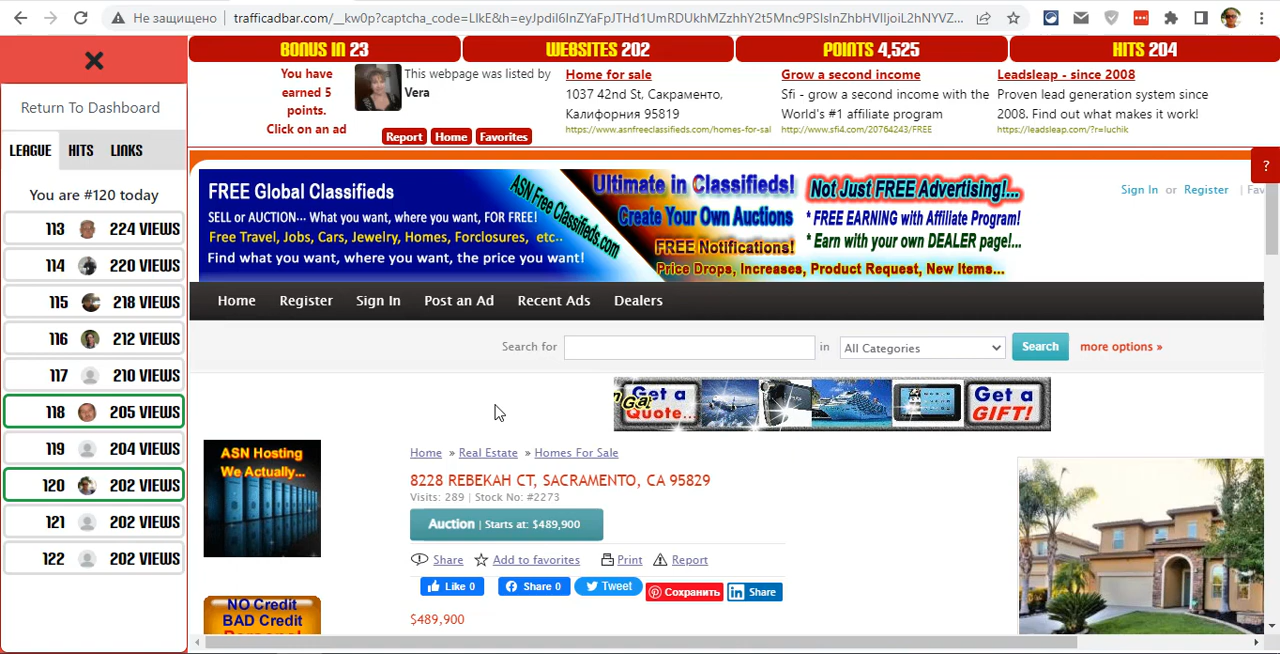 Не защищено trafficadbar.com/__kw0p?captcha_code=LIkE&h=eyJpdiI6InZYaFpJTHd1UmRDUkhMZzhhY2t5Mnc9PSIsInZhbHVlIjoiL2hNYVZ...
Return To Dashboard
LEAGUE HITS LINKS
You are #120 today
113 224 VIEWS
114 220 VIEWS
115 218 VIEWS
116 212 VIEWS
117 210 VIEWS
118 205 VIEWS
119 204 VIEWS
120 202 VIEWS
121 202 VIEWS
122 202 VIEWS
BONUS IN 23 WEBSITES 202 POINTS 4,525 HITS 204
You have
earned 5
points.
Click on an ad
This webpage was listed by
Vera
Report Home Favorites
Home for sale
1037 42nd St, Сакраменто,
Калифорния 95819
https://www.asnfreeclassifieds.com/homes-for-sal
Grow a second income
Sfi - grow a second income with the
World's #1 affiliate program
http://www.sfi4.com/20764243/FREE
Leadsleap - since 2008
Proven lead generation system since
2008. Find out what makes it work!
https://leadsleap.com/?r=luchik
?
FREE Global Classifieds
SELL or AUCTION... What you want, where you want, FOR FREE!
Free Travel, Jobs, Cars, Jewelry, Homes, Forclosures, etc..
Find what you want, where you want, the price you want!
ASN Free Classifieds.com
Ultimate in Classifieds!
Create Your Own Auctions
FREE Notifications!
Price Drops, Increases, Product Request, New Items...
Not Just FREE Advertising!...
* FREE EARNING with Affiliate Program!
* Earn with your own DEALER page!...
Sign In or Register | Fav
Home Register Sign In Post an Ad Recent Ads Dealers
Search for in All Categories Search more options »
Get a
Quote...
Get a
GIFT!
ASN Hosting
We Actually...
Home » Real Estate » Homes For Sale
8228 REBEKAH CT, SACRAMENTO, CA 95829
Visits: 289 | Stock No: #2273
Auction | Starts at: $489,900
Share Add to favorites Print Report
Like 0 Share 0 Tweet Сохранить Share
$489,900
NO Credit
BAD Credit